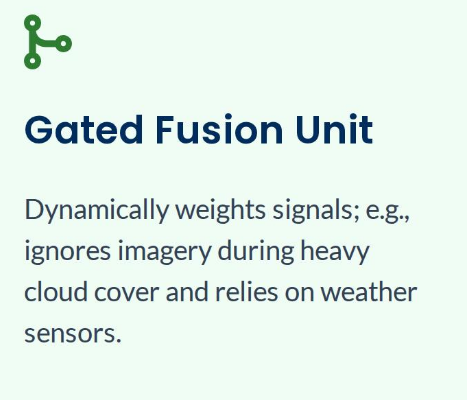 Gated Fusion Unit
Dynamically weights signals; e.g.,
ignores imagery during heavy
cloud cover and relies on weather
sensors.